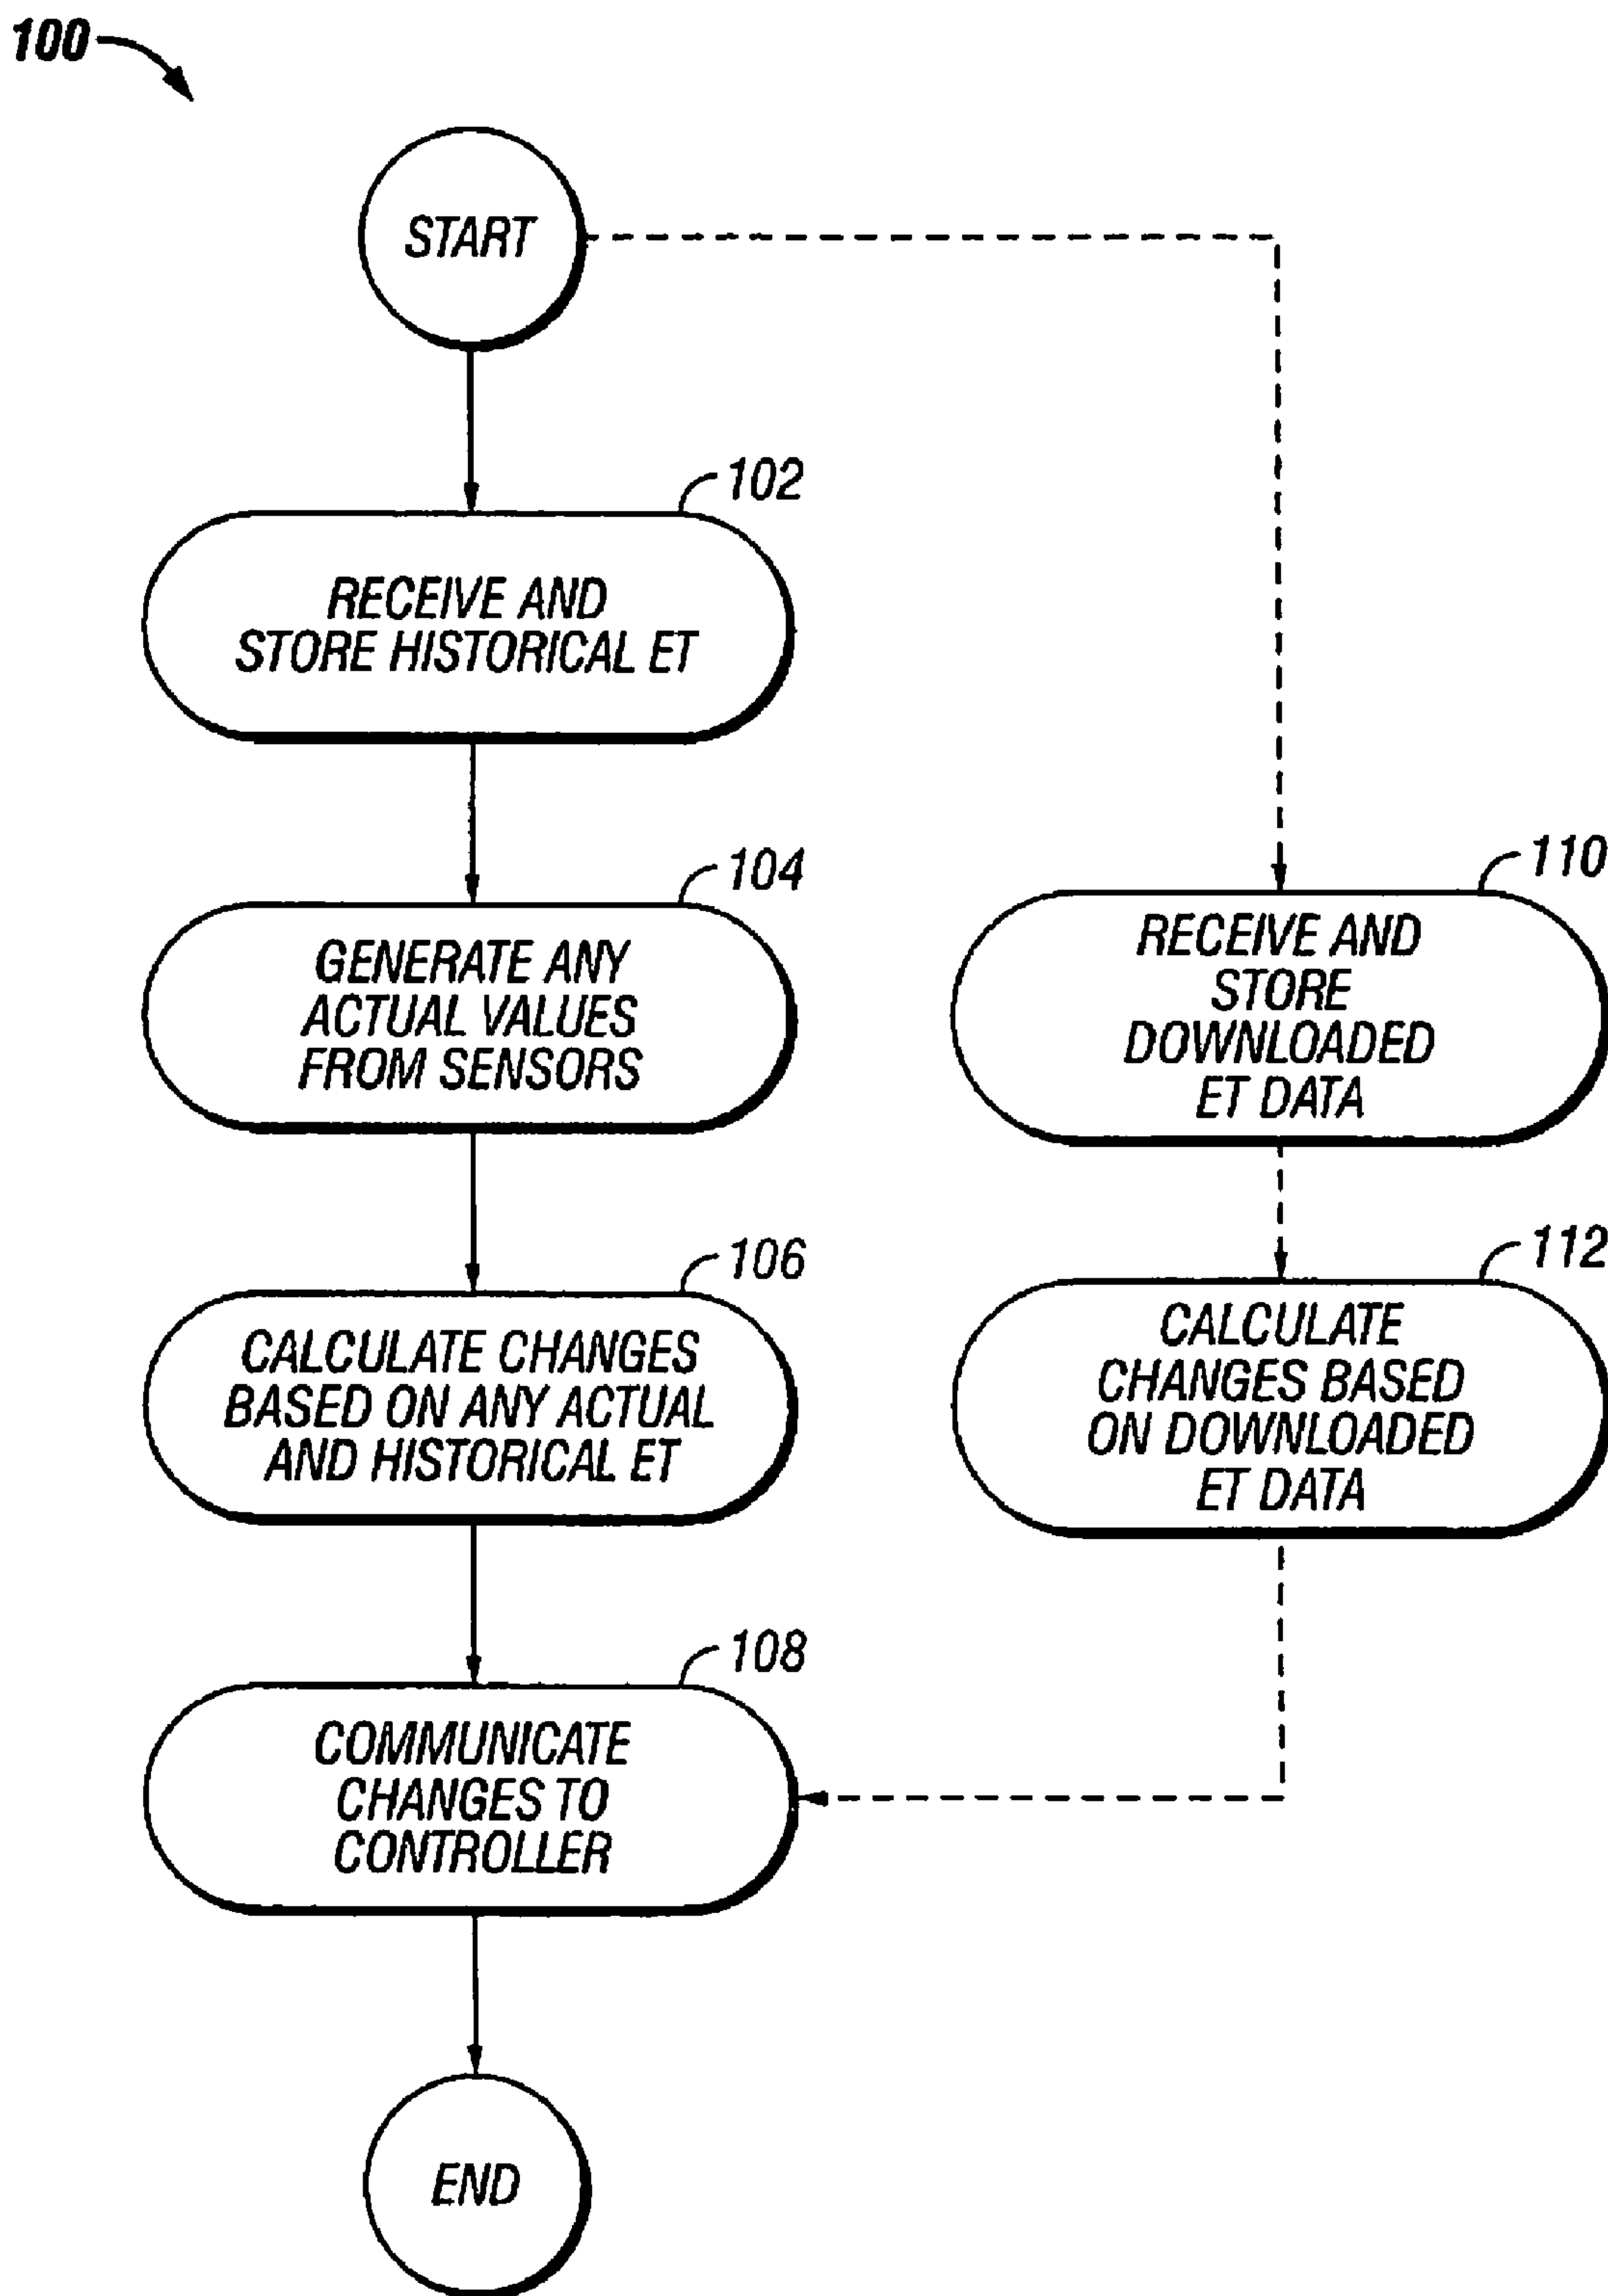 100
START
102
RECEIVE AND
STORE HISTORICAL ET
104
GENERATE ANY
ACTUAL VALUES
FROM SENSORS
106
CALCULATE CHANGES
BASED ON ANY ACTUAL
AND HISTORICAL ET
108
COMMUNICATE
CHANGES TO
CONTROLLER
END
110
RECEIVE AND
STORE
DOWNLOADED
ET DATA
112
CALCULATE
CHANGES BASED
ON DOWNLOADED
ET DATA